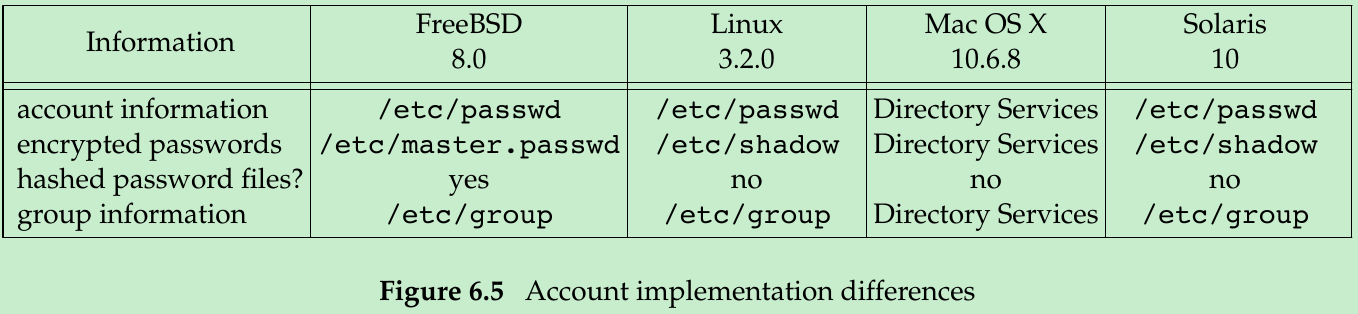 Information FreeBSD 8.0 Linux 3.2.0 Mac OS X 10.6.8 Solaris 10
account information /etc/passwd /etc/passwd Directory Services /etc/passwd
encrypted passwords /etc/master.passwd /etc/shadow Directory Services /etc/shadow
hashed password files? yes no no no
group information /etc/group /etc/group Directory Services /etc/group
Figure 6.5 Account implementation differences